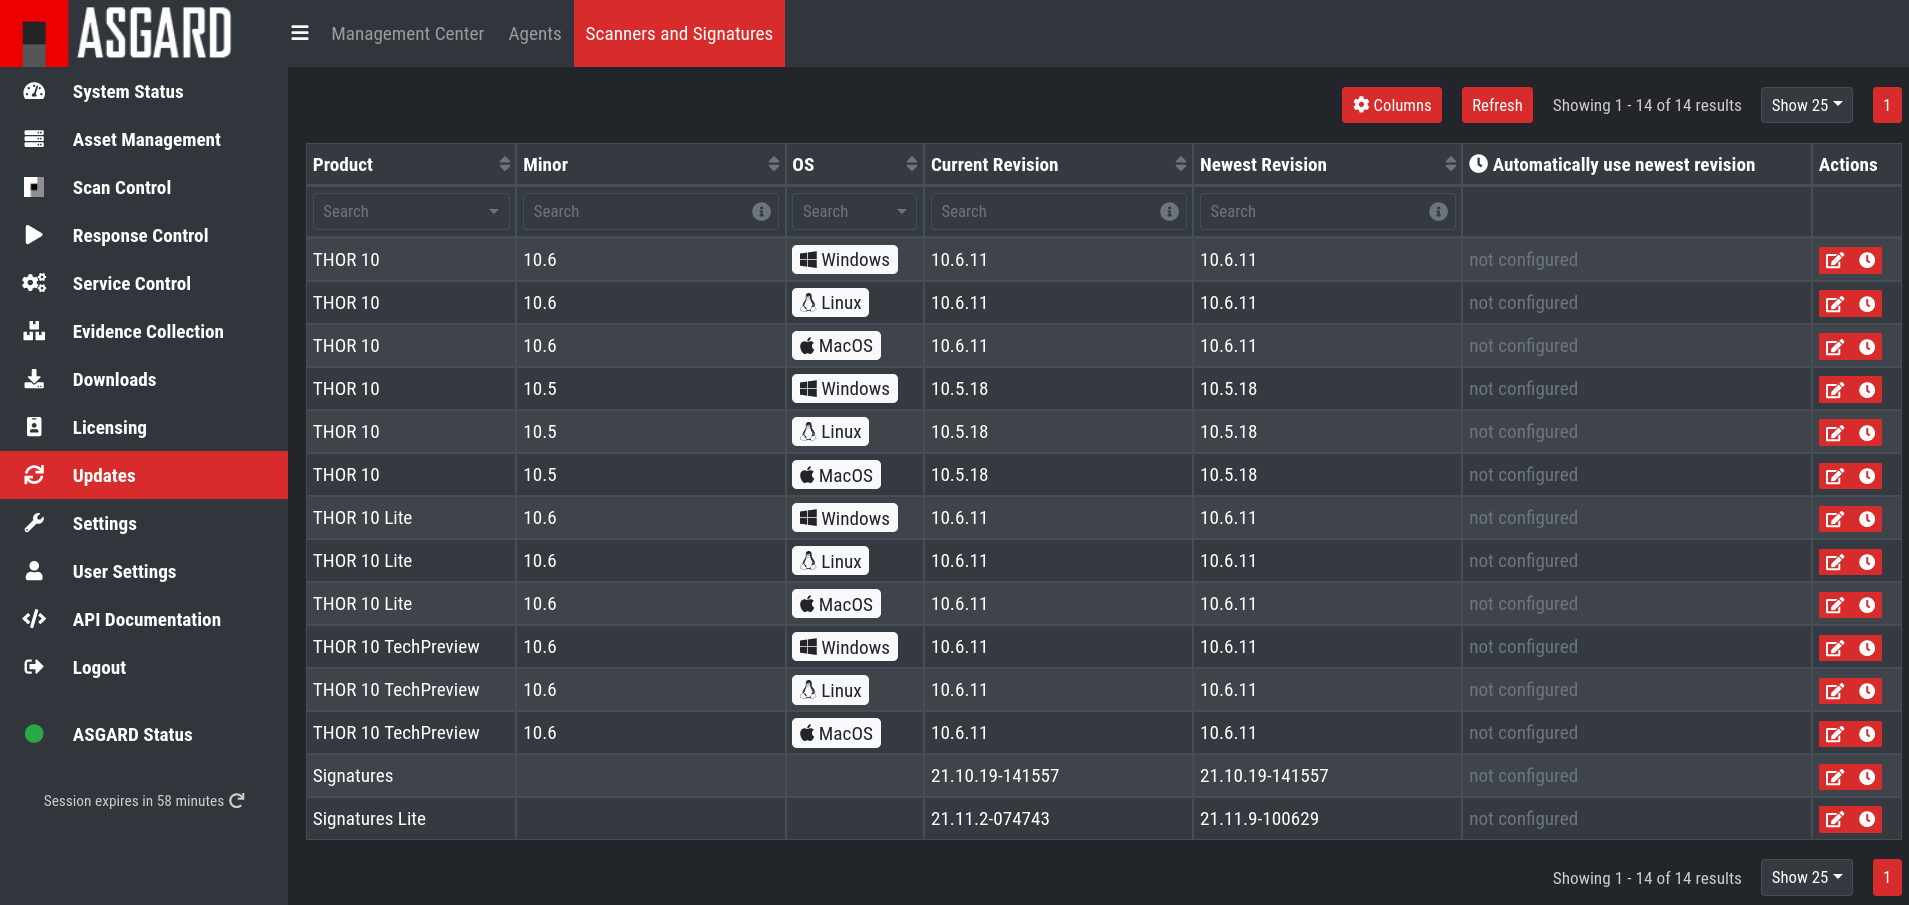 ASGARD
Management Center Agents Scanners and Signatures
System Status
Asset Management
Scan Control
Response Control
Service Control
Evidence Collection
Downloads
Licensing
Updates
Settings
User Settings
API Documentation
Logout
ASGARD Status
Session expires in 58 minutes
Columns Refresh Showing 1 - 14 of 14 results Show 25 1
Product Minor OS Current Revision Newest Revision Automatically use newest revision Actions
Search Search Search Search Search
THOR 10 10.6 Windows 10.6.11 10.6.11 not configured
THOR 10 10.6 Linux 10.6.11 10.6.11 not configured
THOR 10 10.6 MacOS 10.6.11 10.6.11 not configured
THOR 10 10.5 Windows 10.5.18 10.5.18 not configured
THOR 10 10.5 Linux 10.5.18 10.5.18 not configured
THOR 10 10.5 MacOS 10.5.18 10.5.18 not configured
THOR 10 Lite 10.6 Windows 10.6.11 10.6.11 not configured
THOR 10 Lite 10.6 Linux 10.6.11 10.6.11 not configured
THOR 10 Lite 10.6 MacOS 10.6.11 10.6.11 not configured
THOR 10 TechPreview 10.6 Windows 10.6.11 10.6.11 not configured
THOR 10 TechPreview 10.6 Linux 10.6.11 10.6.11 not configured
THOR 10 TechPreview 10.6 MacOS 10.6.11 10.6.11 not configured
Signatures 21.10.19-141557 21.10.19-141557 not configured
Signatures Lite 21.11.2-074743 21.11.9-100629 not configured
Showing 1 - 14 of 14 results Show 25 1